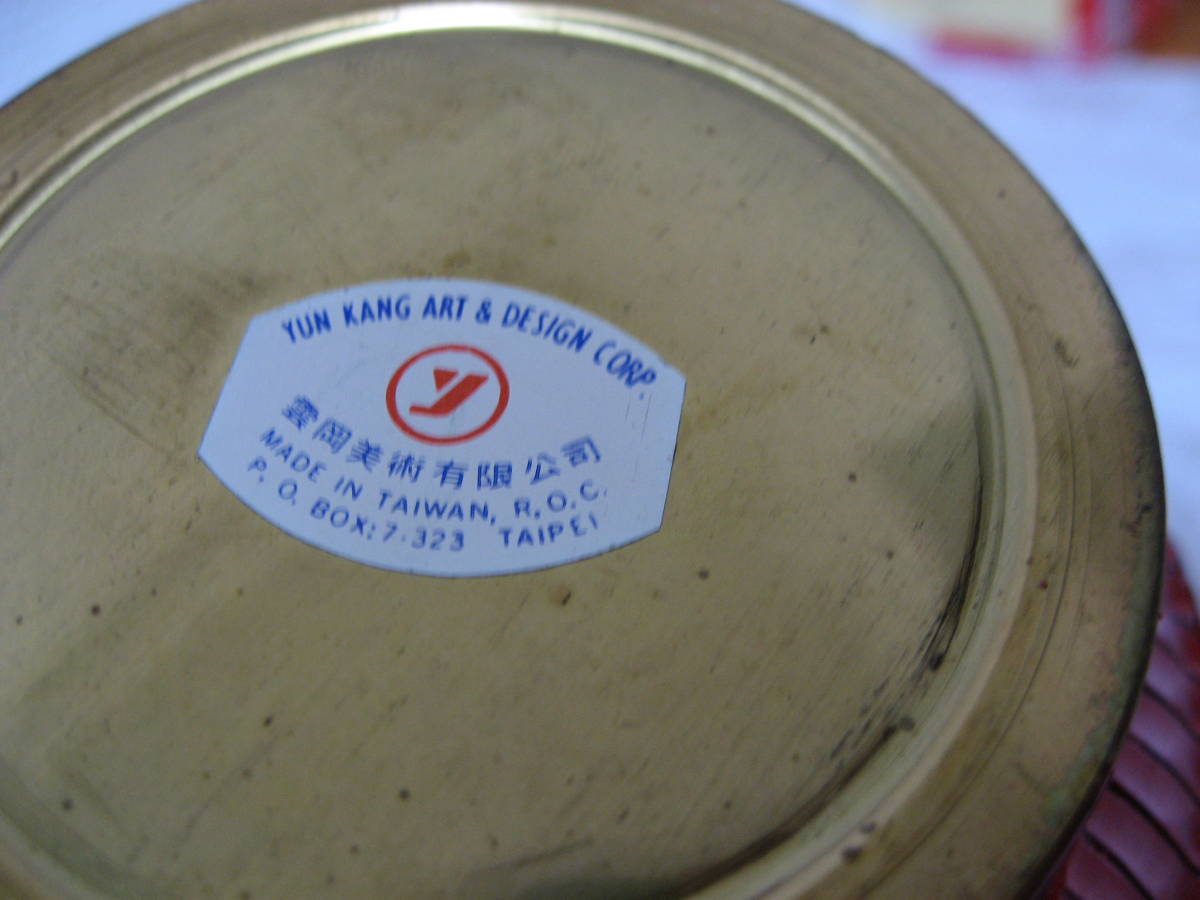 YUN KANG ART & DESIGN CORP.
Y
雲岡美術有限公司
MADE IN TAIWAN, R.O.C.
P. O. BOX: 7-323 TAIPEI